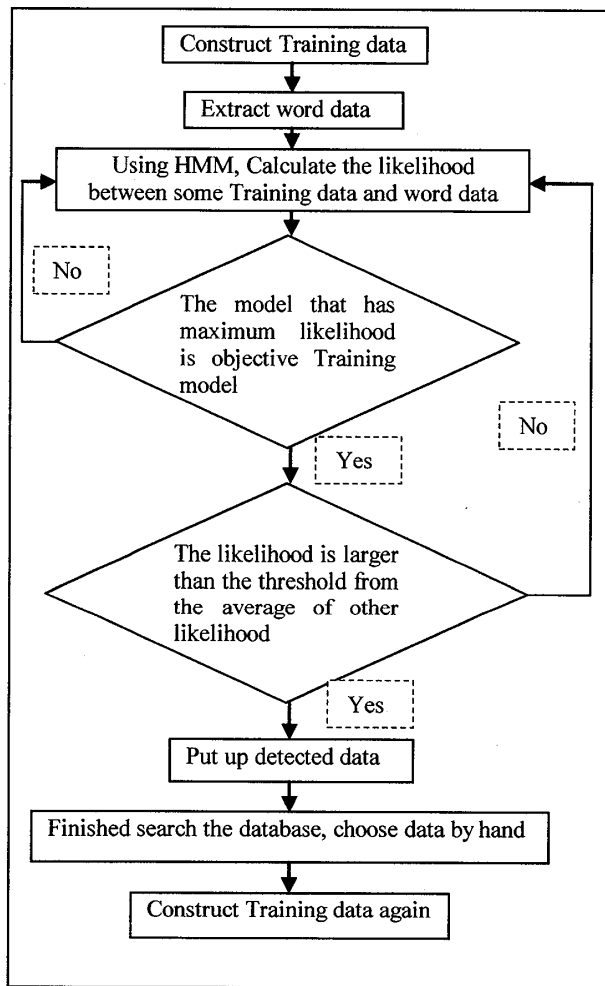 Construct Training data
Extract word data
Using HMM, Calculate the likelihood
between some Training data and word data
No
The model that has
maximum likelihood
is objective Training
model
No
Yes
The likelihood is larger
than the threshold from
the average of other
likelihood
Yes
Put up detected data
Finished search the database, choose data by hand
Construct Training data again